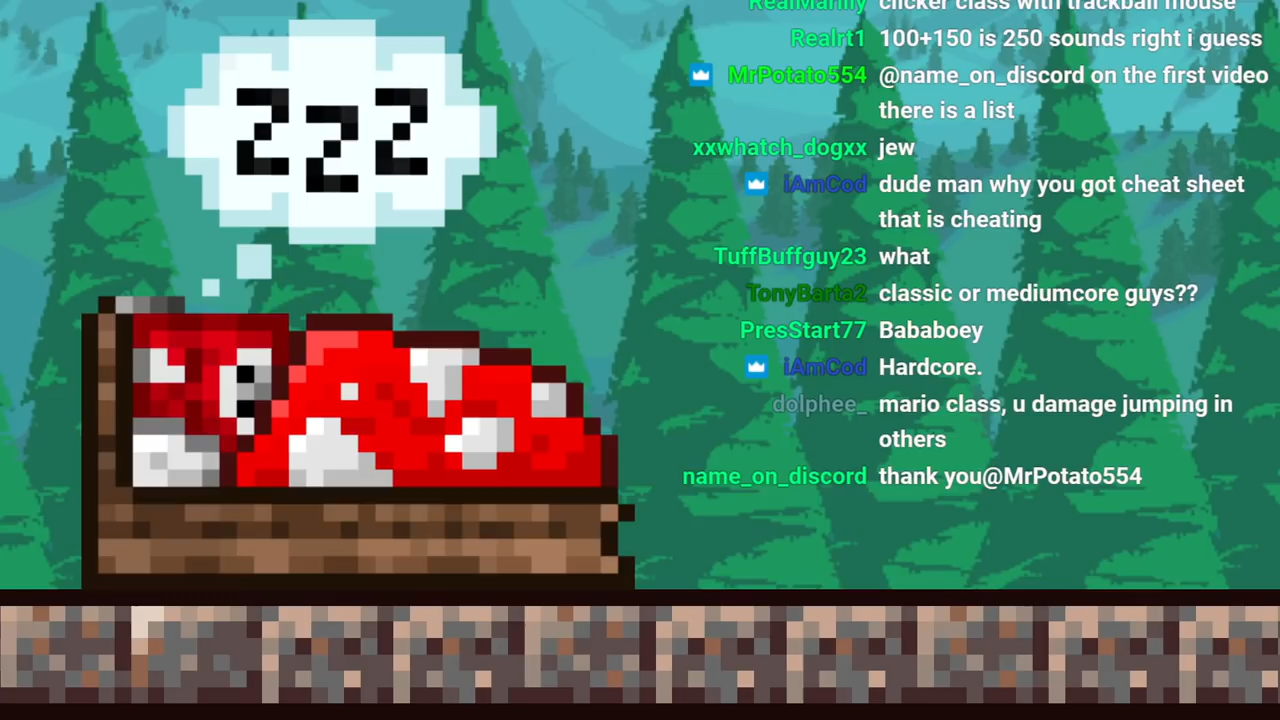 zzz
RealMarilly clicker class with trackball mouse
Realrt1 100+150 is 250 sounds right i guess
MrPotato554 @name_on_discord on the first video
there is a list
xxwhatch_dogxx jew
iAmCod dude man why you got cheat sheet
that is cheating
TuffBuffguy23 what
TonyBarta2 classic or mediumcore guys??
PresStart77 Bababoey
iAmCod Hardcore.
dolphee_ mario class, u damage jumping in
others
name_on_discord thank you@MrPotato554